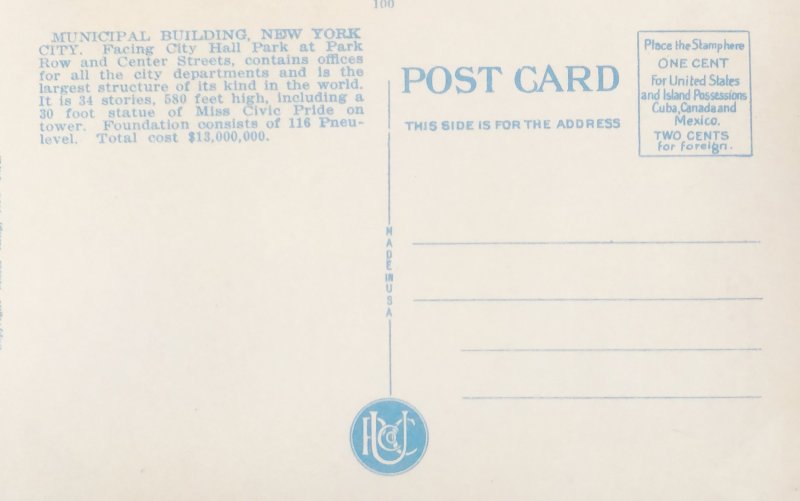 100
MUNICIPAL BUILDING, NEW YORK
CITY. Facing City Hall Park at Park
Row and Center Streets, contains offices
for all the city departments and is the
largest structure of its kind in the world.
It is 34 stories, 580 feet high, including a
30 foot statue of Miss Civic Pride on
tower. Foundation consists of 116 Pneu-
level. Total cost $13,000,000.
POST CARD
THIS SIDE IS FOR THE ADDRESS
Place the Stamp here
ONE CENT
For United States
and Island Possessions
Cuba, Canada and
Mexico.
TWO CENTS
for foreign.
MADE IN USA